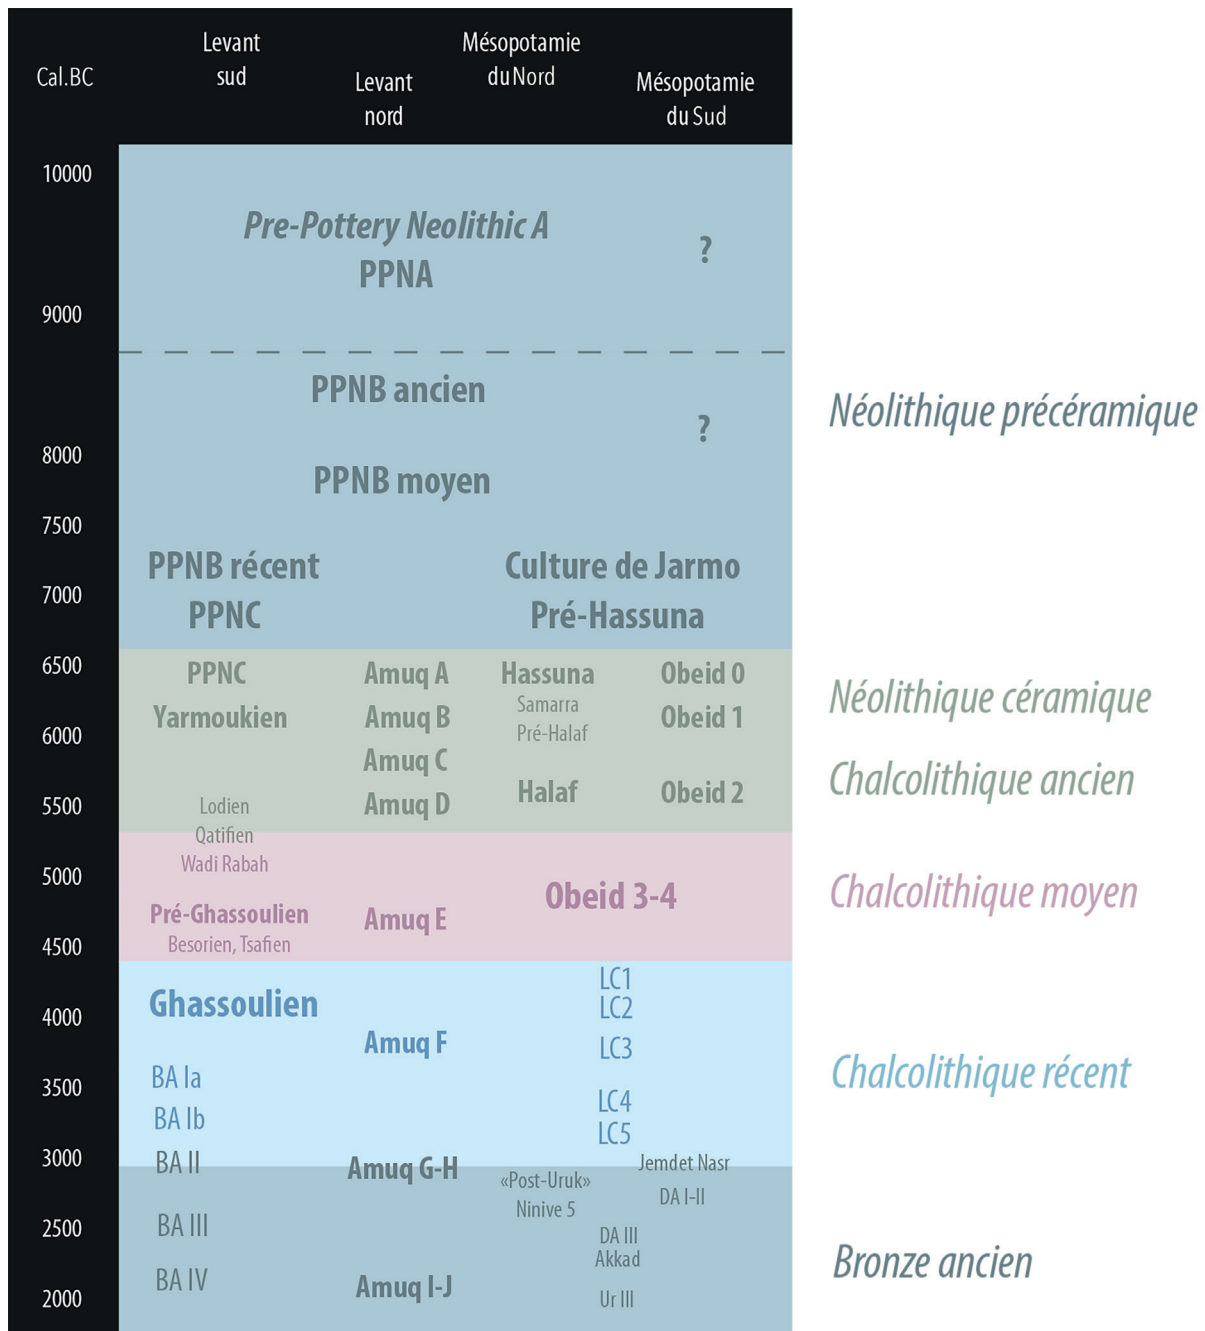 Cal.BC
Levant
sud
Levant
nord
Mésopotamie
du Nord
Mésopotamie
du Sud
10000
Pre-Pottery Neolithic A
PPNA
?
9000
PPNB ancien
?
Néolithique précéramique
8000
PPNB moyen
7500
PPNB récent
Culture de Jarmo
7000
PPNC
Pré-Hassuna
6500
PPNC
Amuq A
Hassuna
Obeid 0
Néolithique céramique
Samarra
Yarmoukien
Amuq B
Obeid 1
Pré-Halaf
6000
Amuq C
Chalcolithique ancien
Halaf
Obeid 2
5500
Lodien
Amuq D
Qatifien
Wadi Rabah
5000
Obeid 3-4
Chalcolithique moyen
Pré-Ghassoulien
Amuq E
4500
Besorien, Tsafien
LC1
Ghassoulien
LC2
4000
Amuq F
LC3
Chalcolithique récent
BA Ia
3500
LC4
BA Ib
LC5
3000
BA II
Amuq G-H
Jemdet Nasr
«Post-Uruk»
DA I-II
Ninive 5
2500
BA III
DA III
Akkad
Bronze ancien
BA IV
Amuq I-J
2000
Ur III